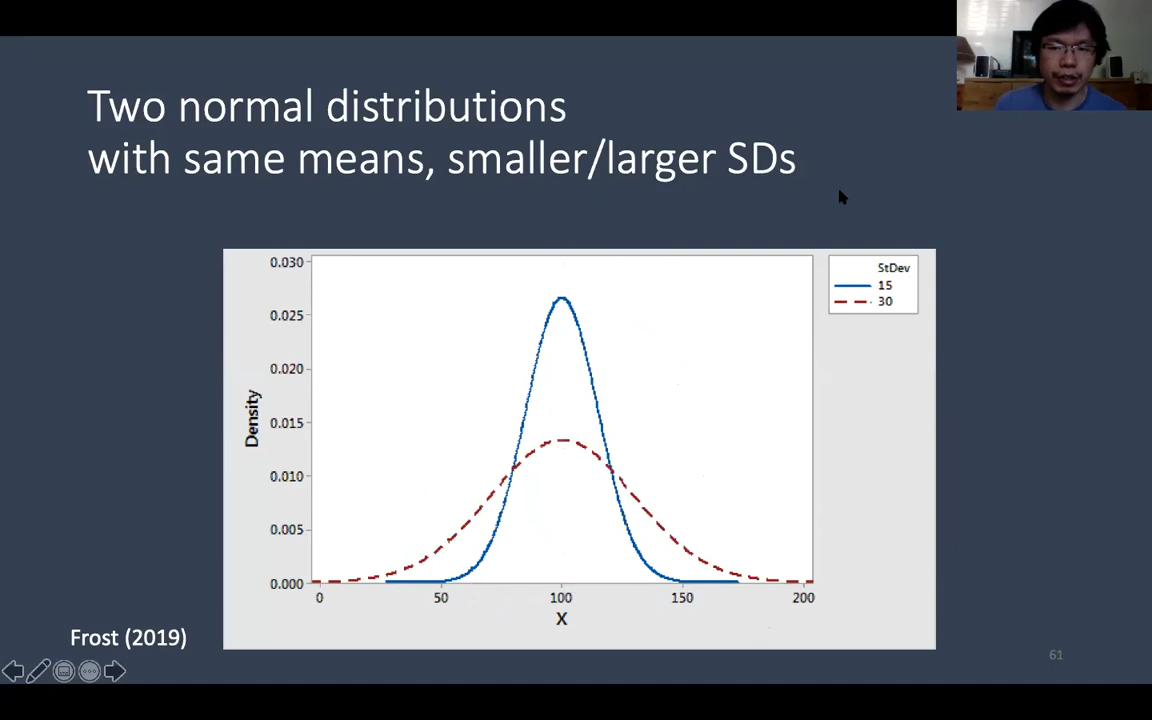 Two normal distributions
with same means, smaller/larger SDs
0.030
0.025
0.020
0.015
0.010
0.005
0.000
Density
0
50
100
150
200
X
StDev
15
30
Frost (2019)
61